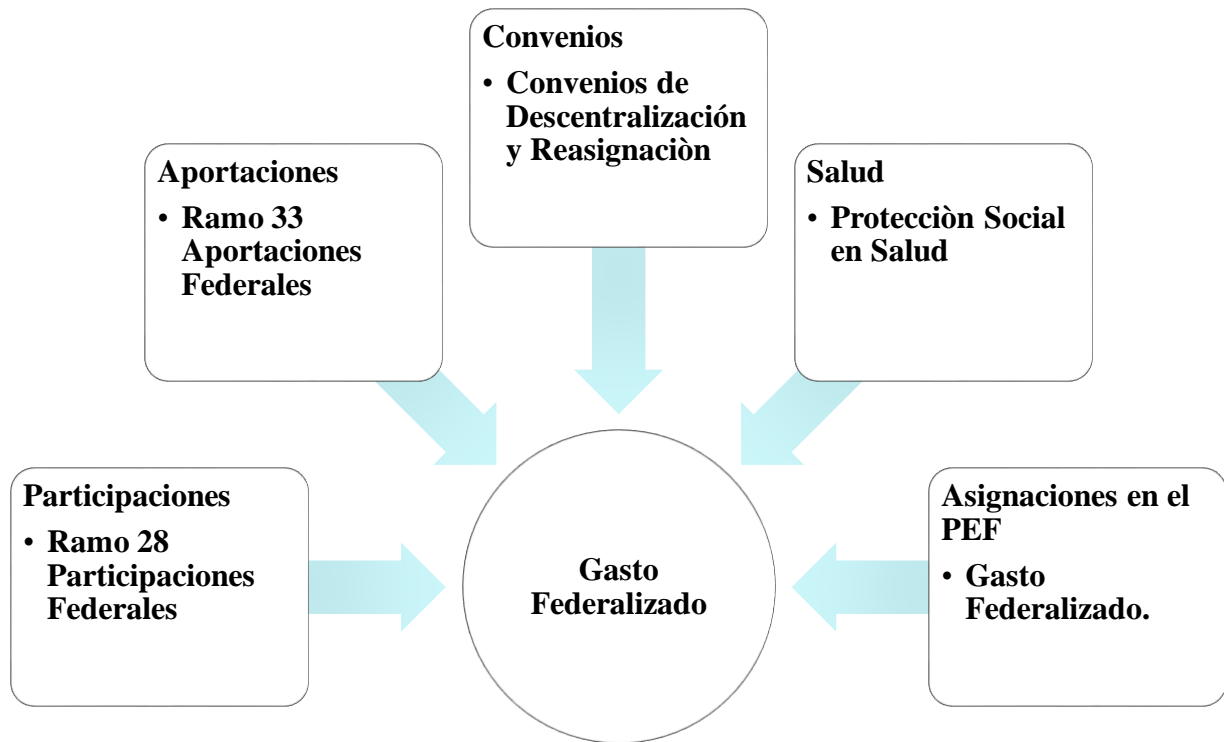 Convenios
• Convenios de
Descentralización
y Reasignaciòn
Aportaciones
• Ramo 33
Aportaciones
Federales
Salud
• Protecciòn Social
en Salud
Participaciones
• Ramo 28
Participaciones
Federales
Gasto
Federalizado
Asignaciones en el
PEF
• Gasto
Federalizado.